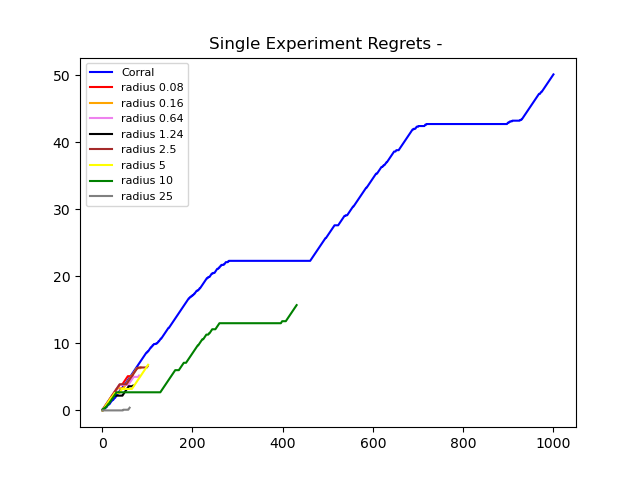 Single Experiment Regrets -
50
40
30
20
10
0
Corral
radius 0.08
radius 0.16
radius 0.64
radius 1.24
radius 2.5
radius 5
radius 10
radius 25
0 200 400 600 800 1000